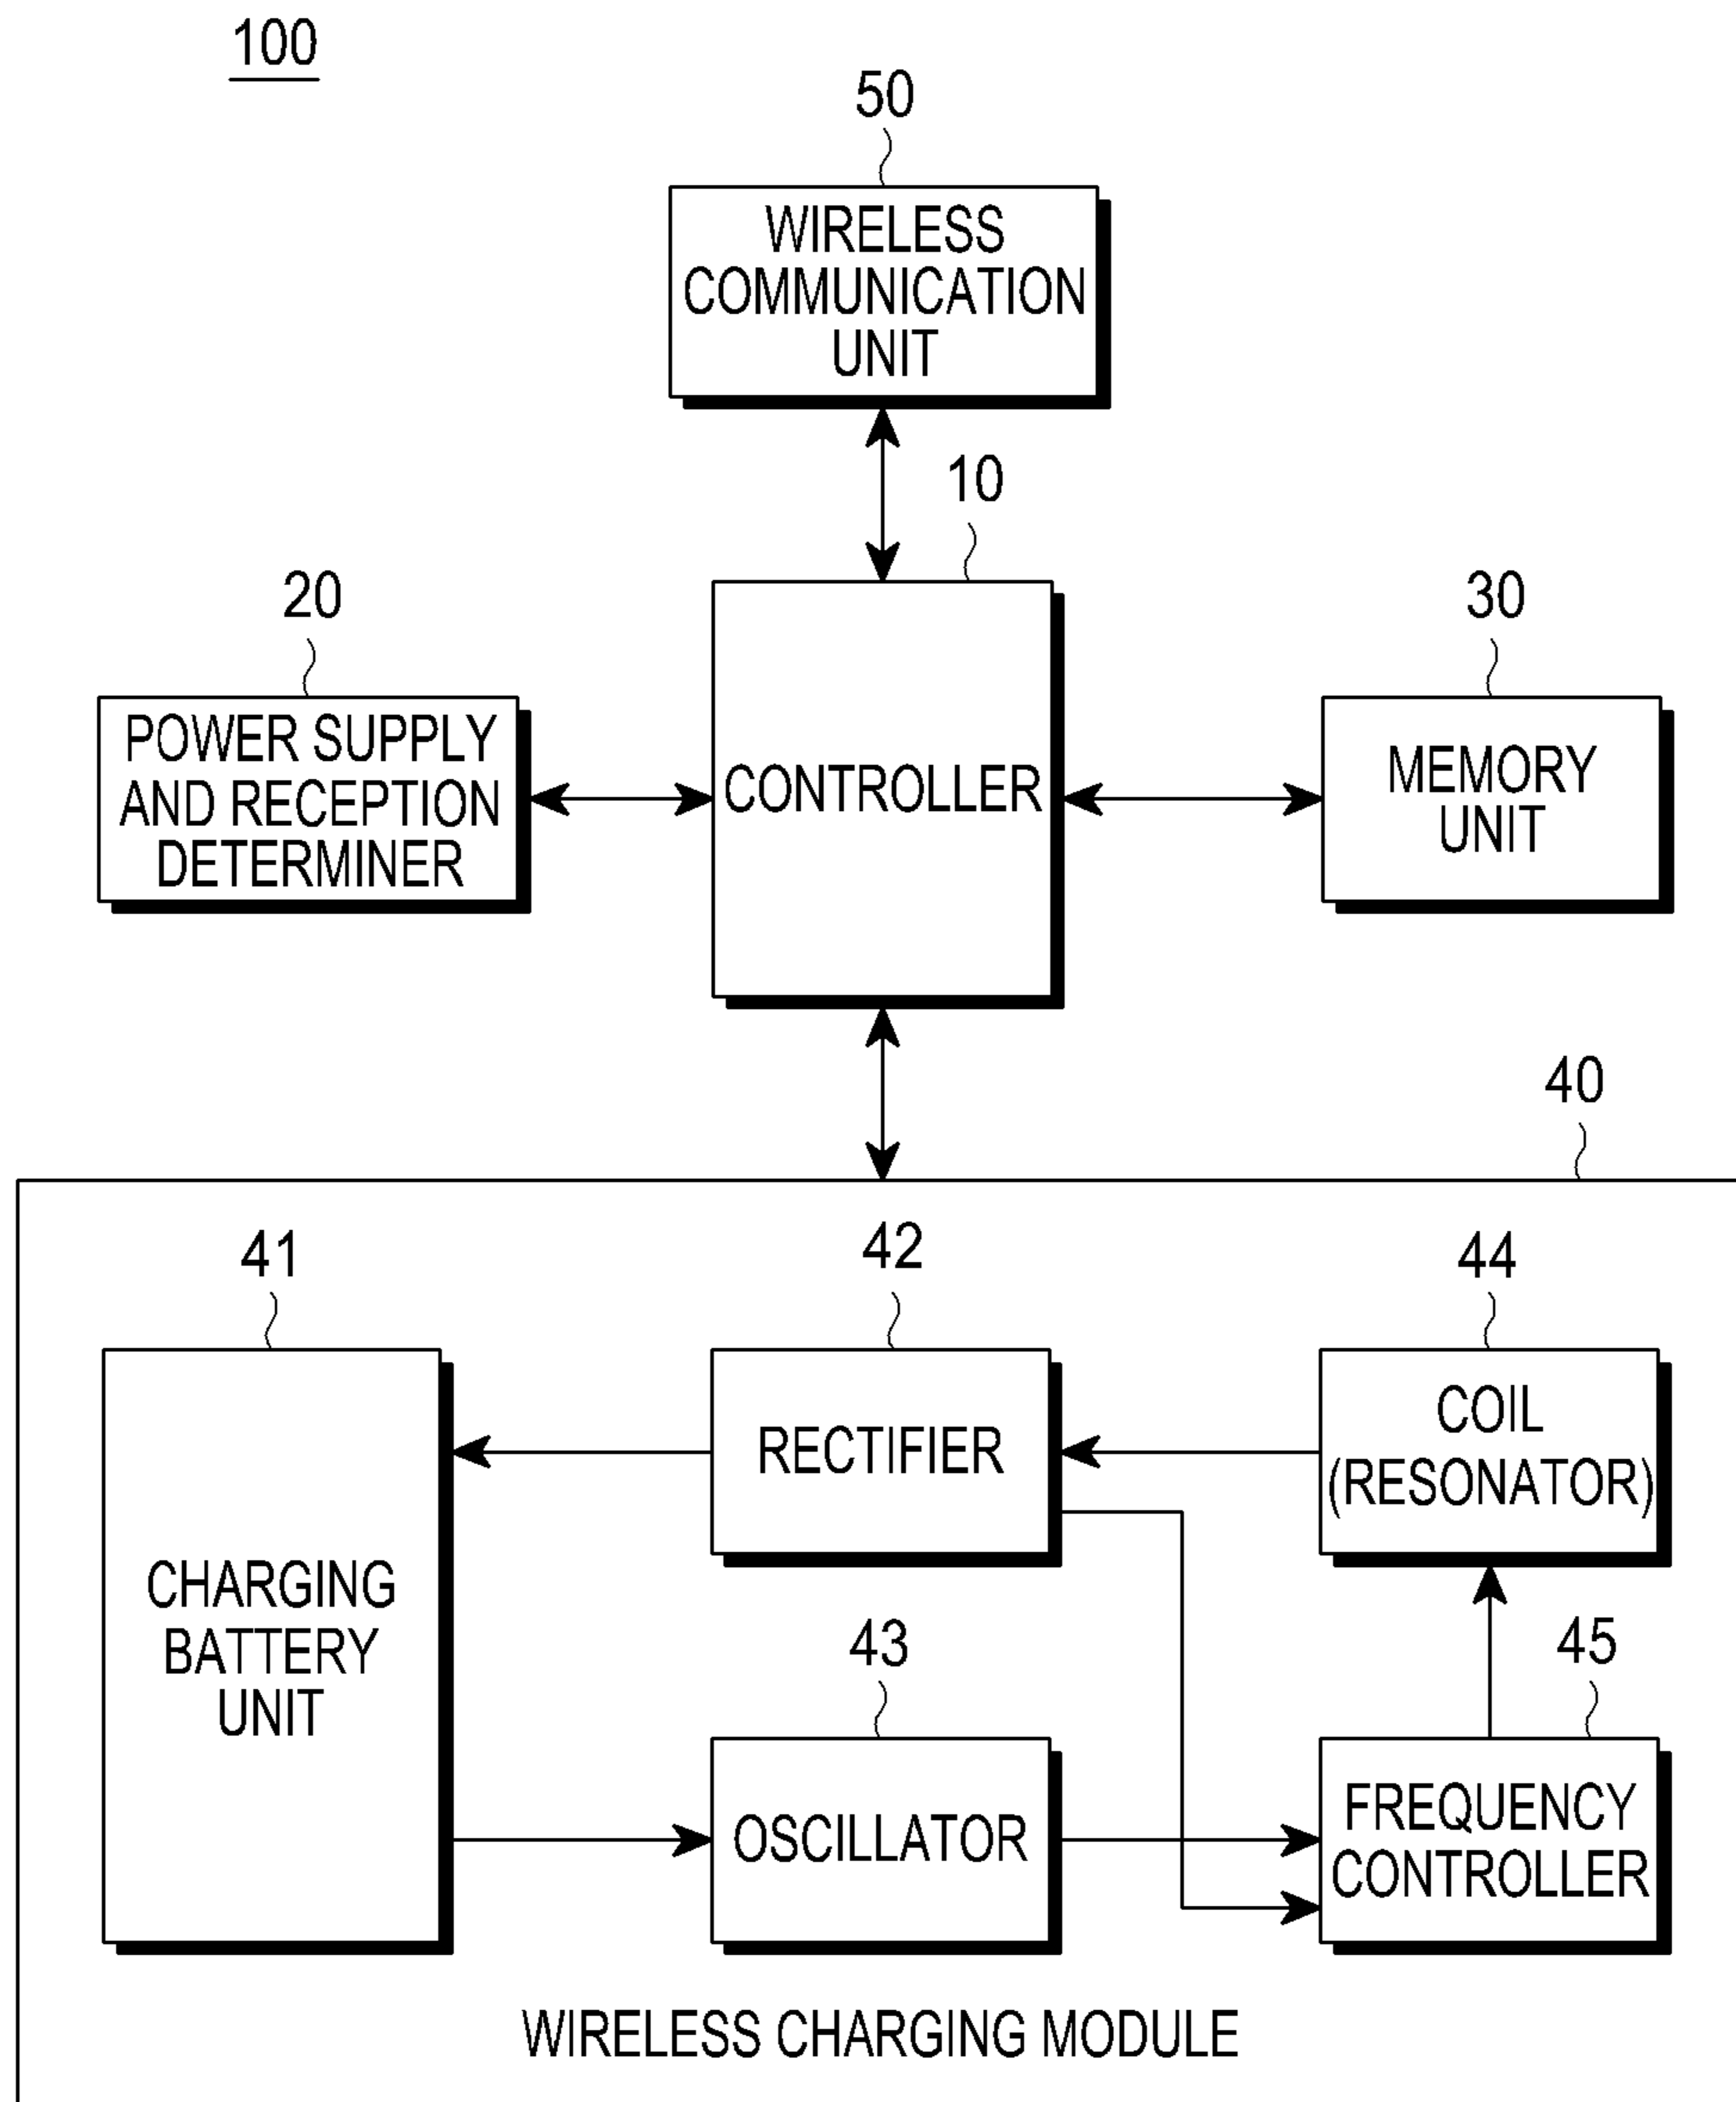 100
50
WIRELESS
COMMUNICATION
UNIT
10
20
30
POWER SUPPLY
AND RECEPTION
DETERMINER
CONTROLLER
MEMORY
UNIT
40
41
42
44
CHARGING
BATTERY
UNIT
RECTIFIER
COIL
(RESONATOR)
43
45
OSCILLATOR
FREQUENCY
CONTROLLER
WIRELESS CHARGING MODULE